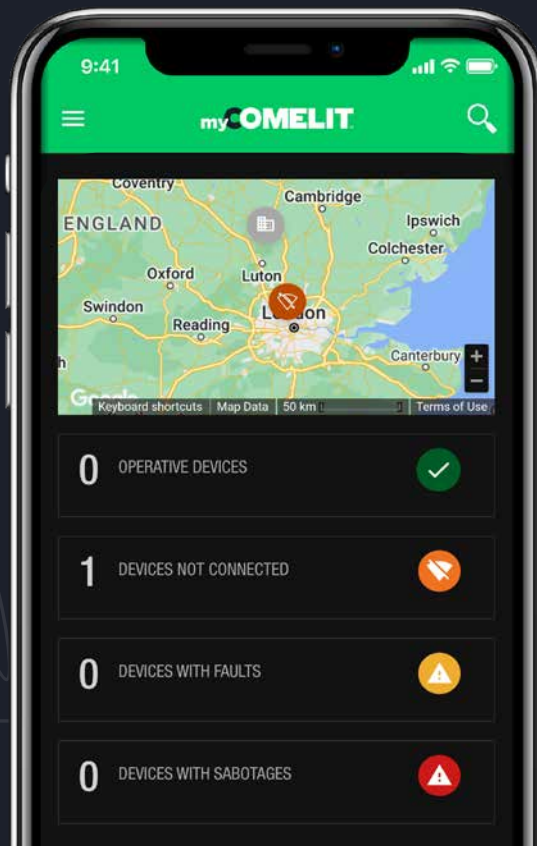 9:41
myCOMELIT
Coventry
Cambridge
ENGLAND
Ipswich
Colchester
Oxford
Luton
Swindon
London
Reading
Canterbury
h
+
−
Google
Keyboard shortcuts
Map Data
50 km
Terms of Use
0 OPERATIVE DEVICES
1 DEVICES NOT CONNECTED
0 DEVICES WITH FAULTS
0 DEVICES WITH SABOTAGES